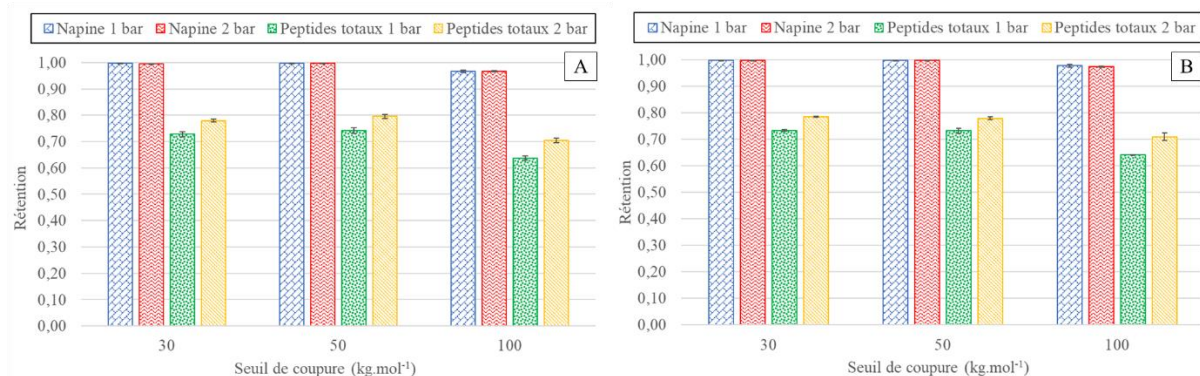 Napine 1 bar Napine 2 bar Peptides totaux 1 bar Peptides totaux 2 bar
A
1,00
0,90
0,80
0,70
0,60
0,50
0,40
0,30
0,20
0,10
0,00
Rétention
30 50 100
Seuil de coupure (kg.mol⁻¹)
Napine 1 bar Napine 2 bar Peptides totaux 1 bar Peptides totaux 2 bar
B
1,00
0,90
0,80
0,70
0,60
0,50
0,40
0,30
0,20
0,10
0,00
Rétention
30 50 100
Seuil de coupure (kg.mol⁻¹)